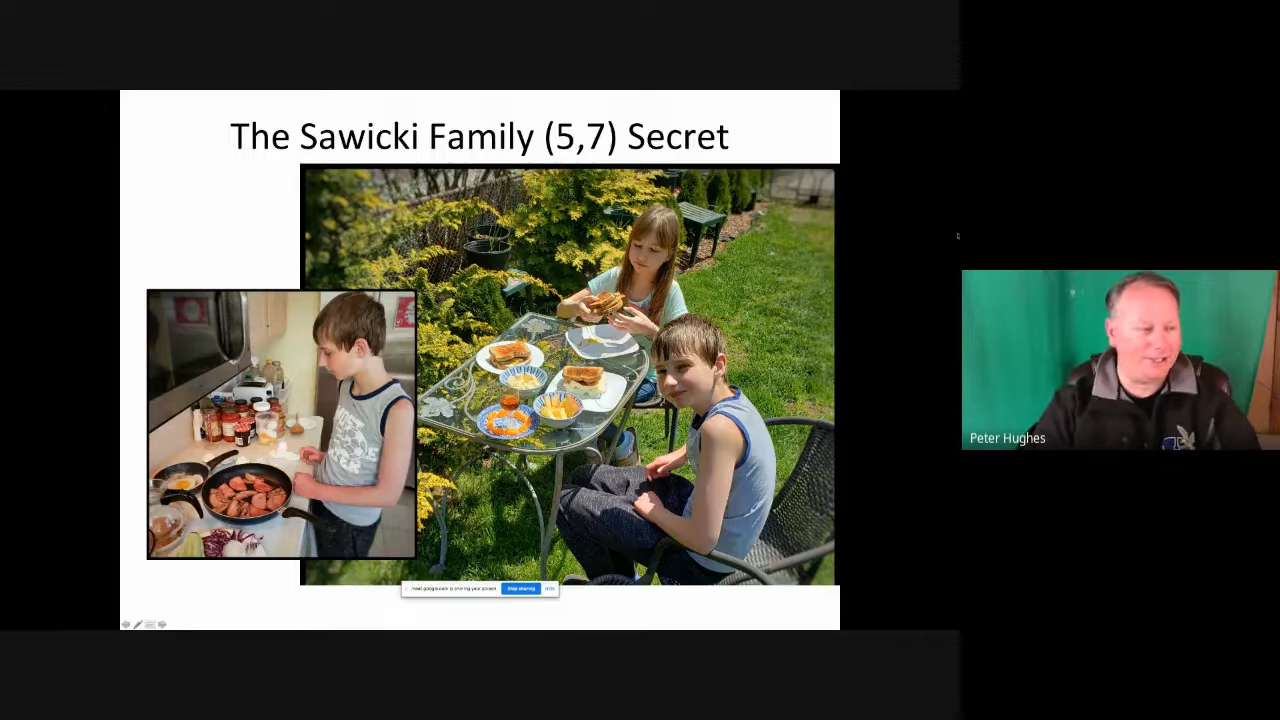 The Sawicki Family (5,7) Secret
meet.google.com is sharing your screen. Stop sharing Hide
Peter Hughes